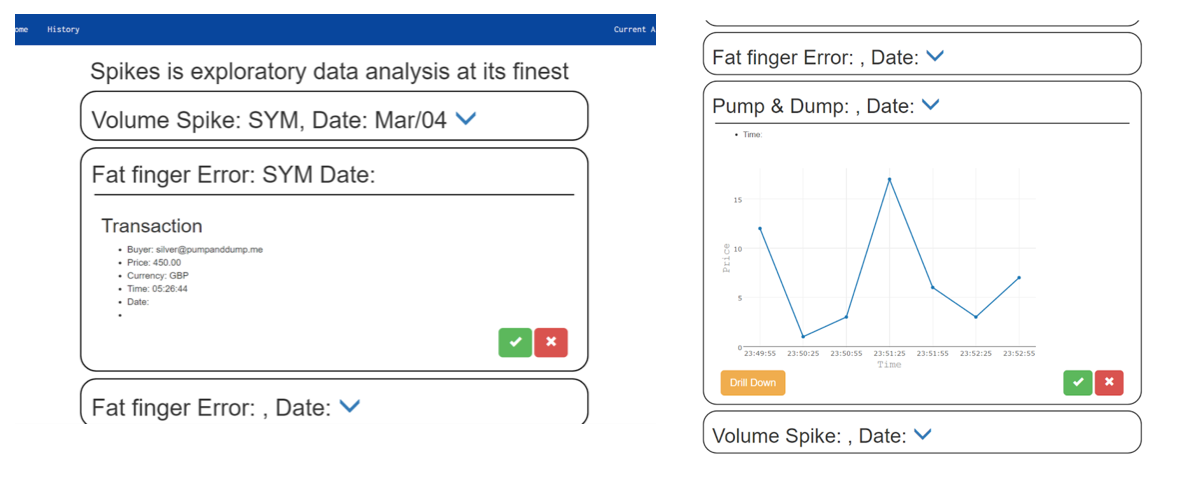 ome History Current A
Spikes is exploratory data analysis at its finest
Volume Spike: SYM, Date: Mar/04
Fat finger Error: SYM Date:
Transaction
Buyer: silver@pumpanddump.me
Price: 450.00
Currency: GBP
Time: 05:26:44
Date:
Fat finger Error: , Date:
Fat finger Error: , Date:
Pump & Dump: , Date:
Time:
15
10
5
0
Price
23:49:55 23:50:25 23:50:55 23:51:25 23:51:55 23:52:25 23:52:55
Time
Drill Down
Volume Spike: , Date: